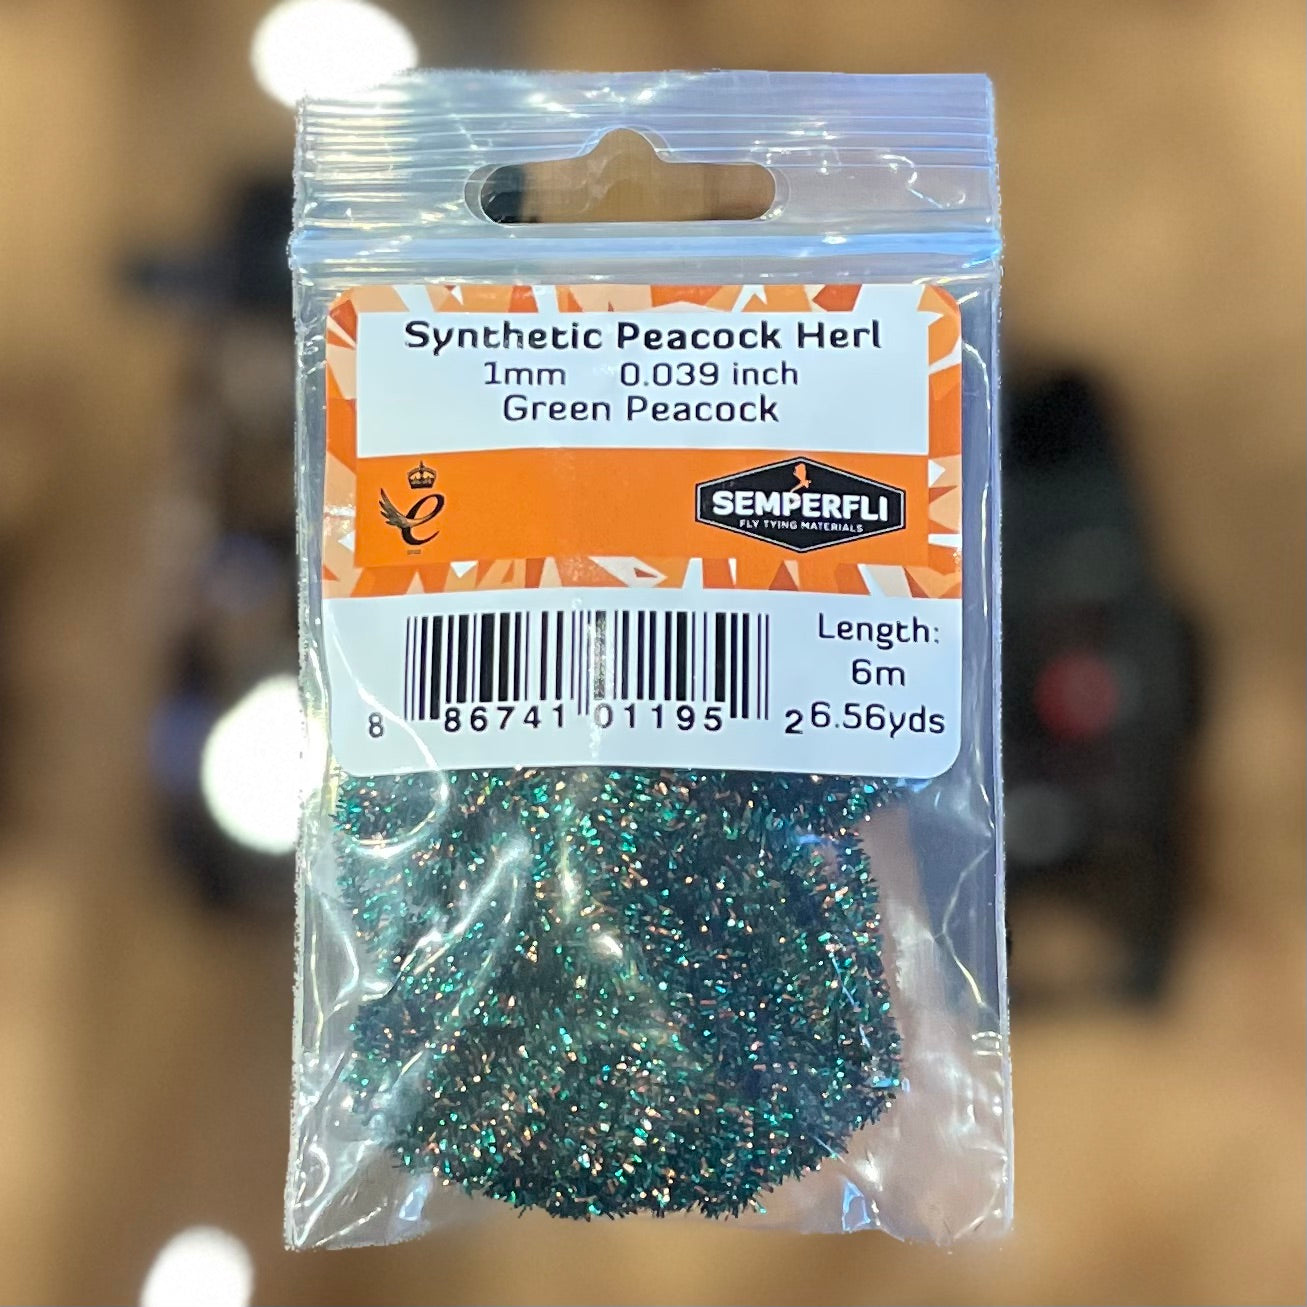 Synthetic Peacock Herl
1mm 0.039 inch
Green Peacock
e
SEMPERFLI
FLY TYING MATERIALS
Length:
6m
6.56yds
8 86741 01195 2